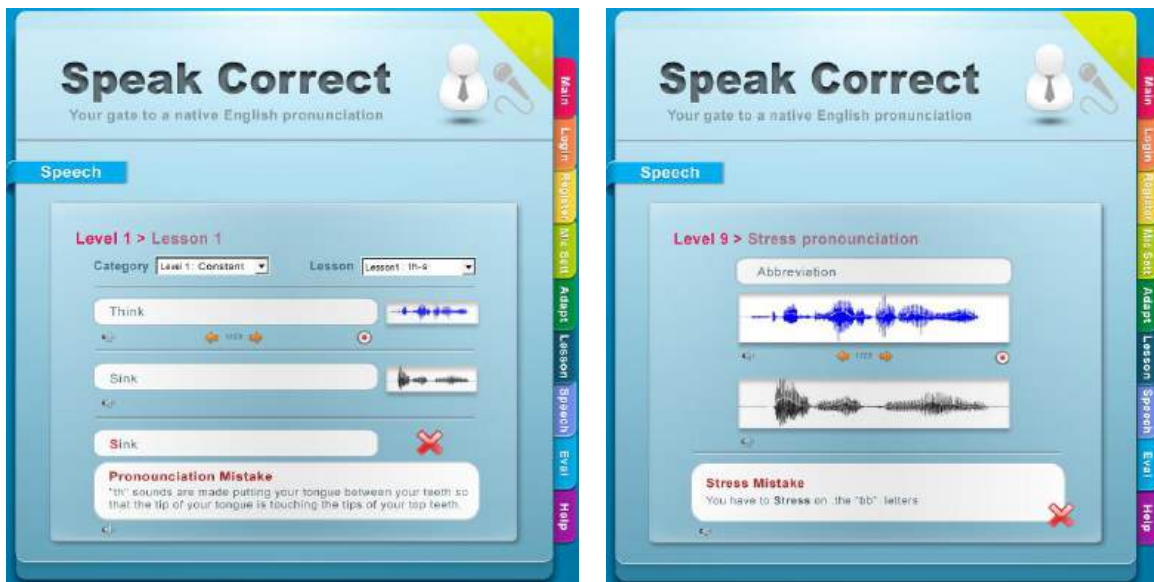 Speak Correct
Your gate to a native English pronunciation
Speech
Level 1 > Lesson 1
Category Level 1: Constant Lesson Lesson1: th-s
Think
Sink
Sink
Pronounciation Mistake
"th" sounds are made putting your tongue between your teeth so
that the tip of your tongue is touching the tips of your top teeth.
Main
Login
Register
Mic Sett
Adapt
Lesson
Speech
Eval
Help
Speak Correct
Your gate to a native English pronunciation
Speech
Level 9 > Stress pronounciation
Abbreviation
Stress Mistake
You have to Stress on the "bb" letters
Main
Login
Register
Mic Sett
Adapt
Lesson
Speech
Eval
Help